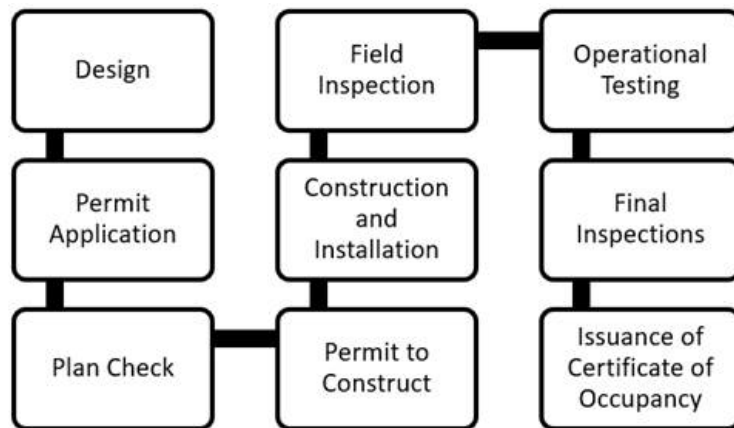 Design
Permit
Application
Plan Check
Permit to
Construct
Construction
and
Installation
Field
Inspection
Operational
Testing
Final
Inspections
Issuance of
Certificate of
Occupancy